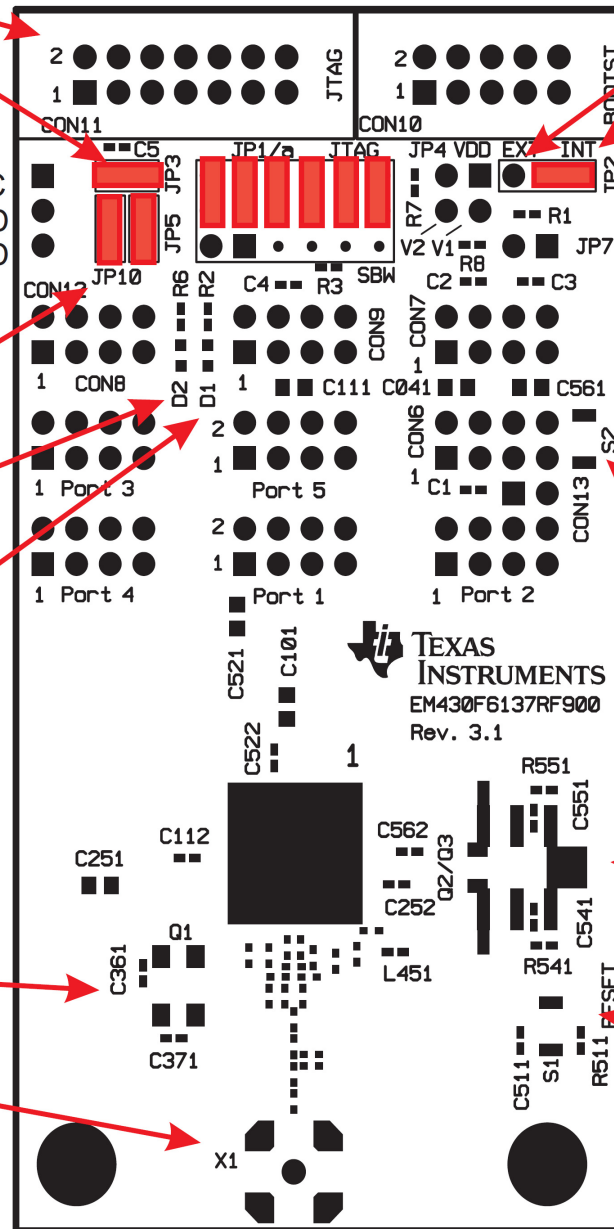 2
1
JTAG
CON11
2
1
BOOTST
CON10
C5
JP3
JP5
JP10
JP1/a
JTAG
SBW
JP4
VDD
EXT
INT
JP2
R7
V2
V1
R8
R1
JP7
CON12
R6
R2
C4
R3
C2
C3
CON9
CON7
1
CON8
D2
D1
1
C111
C041
1
C561
2
1
Port 3
1
Port 5
CON6
1
C1
CON13
S2
1
Port 4
2
1
Port 1
1
Port 2
C521
C101
C522
TEXAS
INSTRUMENTS
EM430F6137RF900
Rev. 3.1
1
R551
C551
C112
C251
C562
C252
Q2/Q3
C541
R541
Q1
C361
C371
L451
RESET
C511
S1
R511
X1